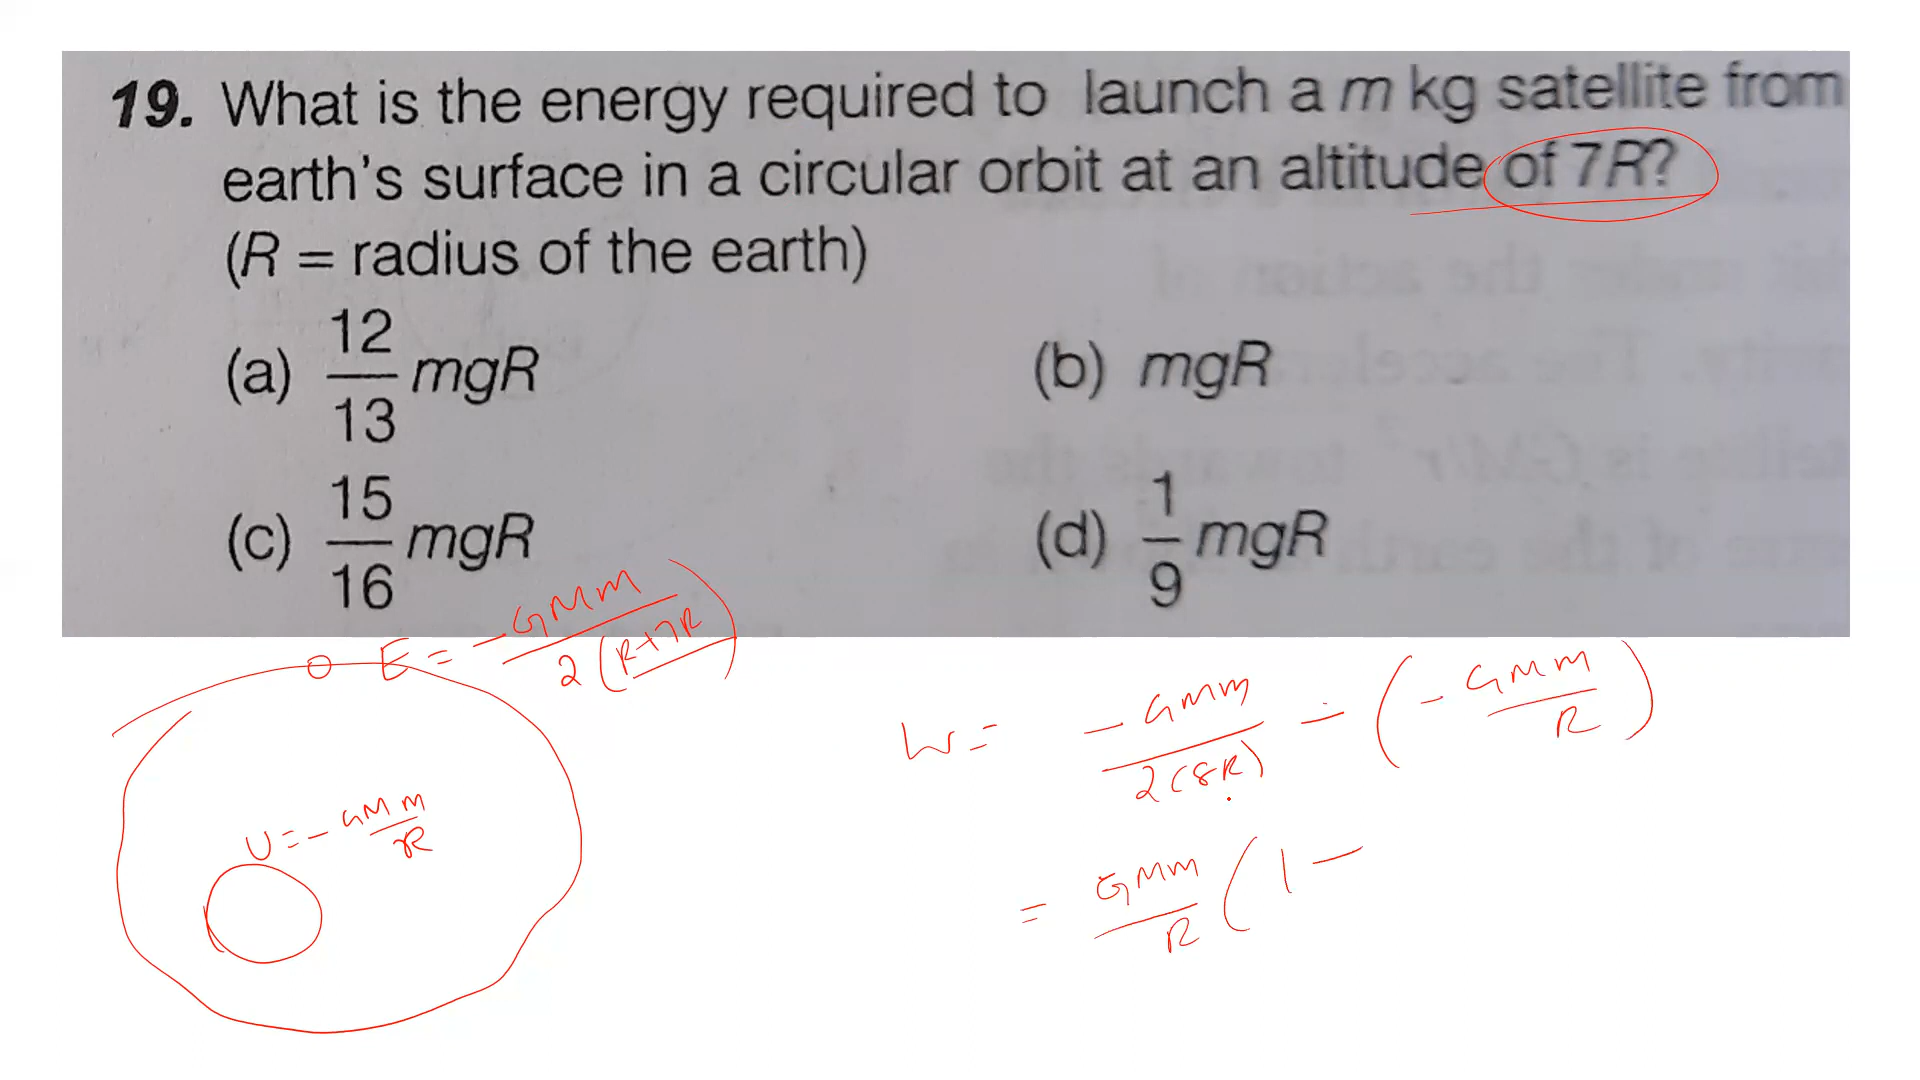 19. What is the energy required to launch a m kg satellite from
earth's surface in a circular orbit at an altitude of 7R?
(R = radius of the earth)
(a) 12/13 mgR
(b) mgR
(c) 15/16 mgR
(d) 1/9 mgR
E = -GMm / 2(R+7R)
U = -GMm / R
W = -GMm / 2(8R) - (-GMm / R)
= GMm / R (1 -